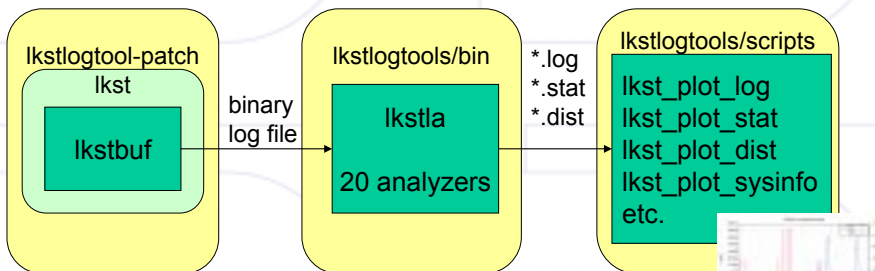 lkstlogtool-patch
lkst
lkstbuf
binary
log file
lkstlogtools/bin
lkstla
20 analyzers
*.log
*.stat
*.dist
lkstlogtools/scripts
lkst_plot_log
lkst_plot_stat
lkst_plot_dist
lkst_plot_sysinfo
etc.